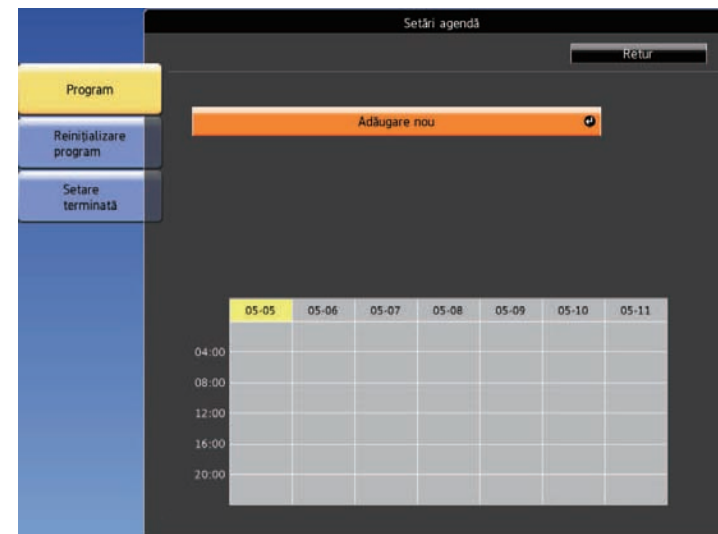 Setări agendă
Retur
Program
Adăugare nou
Reinițializare
program
Setare
terminată
05-05 05-06 05-07 05-08 05-09 05-10 05-11
04:00
08:00
12:00
16:00
20:00